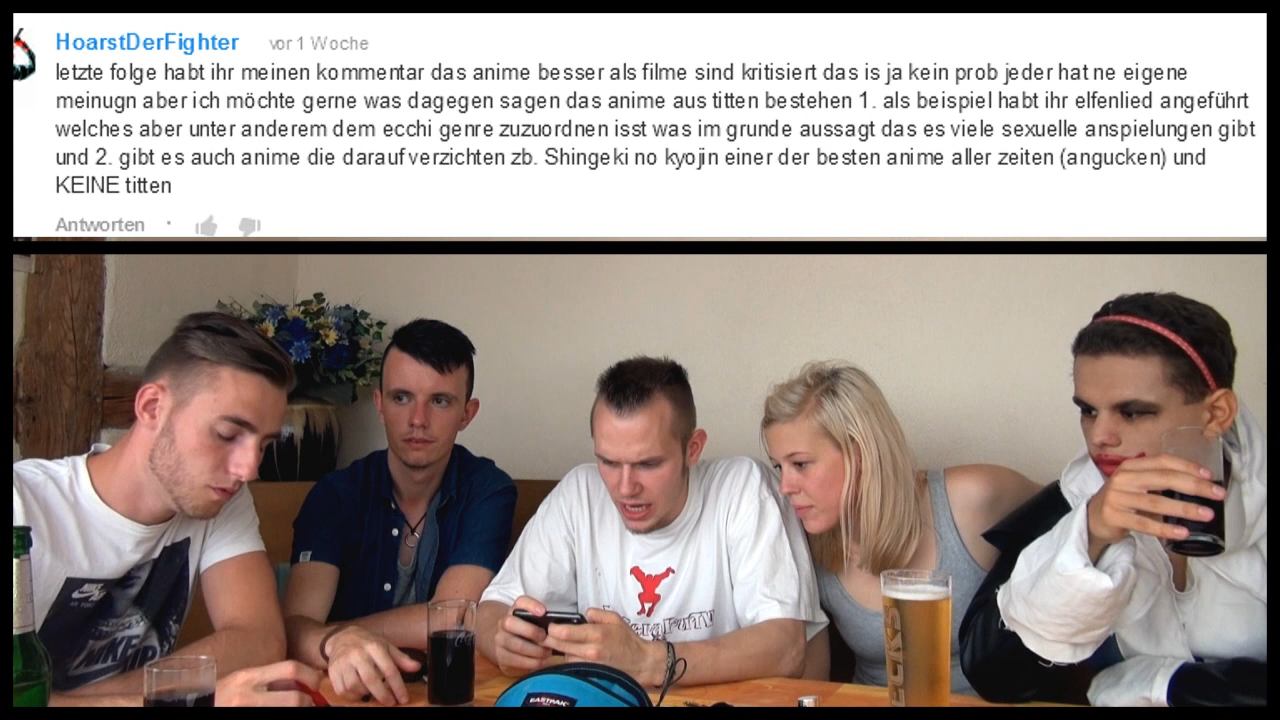 HoarstDerFighter vor 1 Woche
letzte folge habt ihr meinen kommentar das anime besser als filme sind kritisiert das is ja kein prob jeder hat ne eigene
meinugn aber ich möchte gerne was dagegen sagen das anime aus titten bestehen 1. als beispiel habt ihr elfenlied angeführt
welches aber unter anderem dem ecchi genre zuzuordnen isst was im grunde aussagt das es viele sexuelle anspielungen gibt
und 2. gibt es auch anime die darauf verzichten zb. Shingeki no kyojin einer der besten anime aller zeiten (angucken) und
KEINE titten
Antworten ·
NIKE
EASTPAK